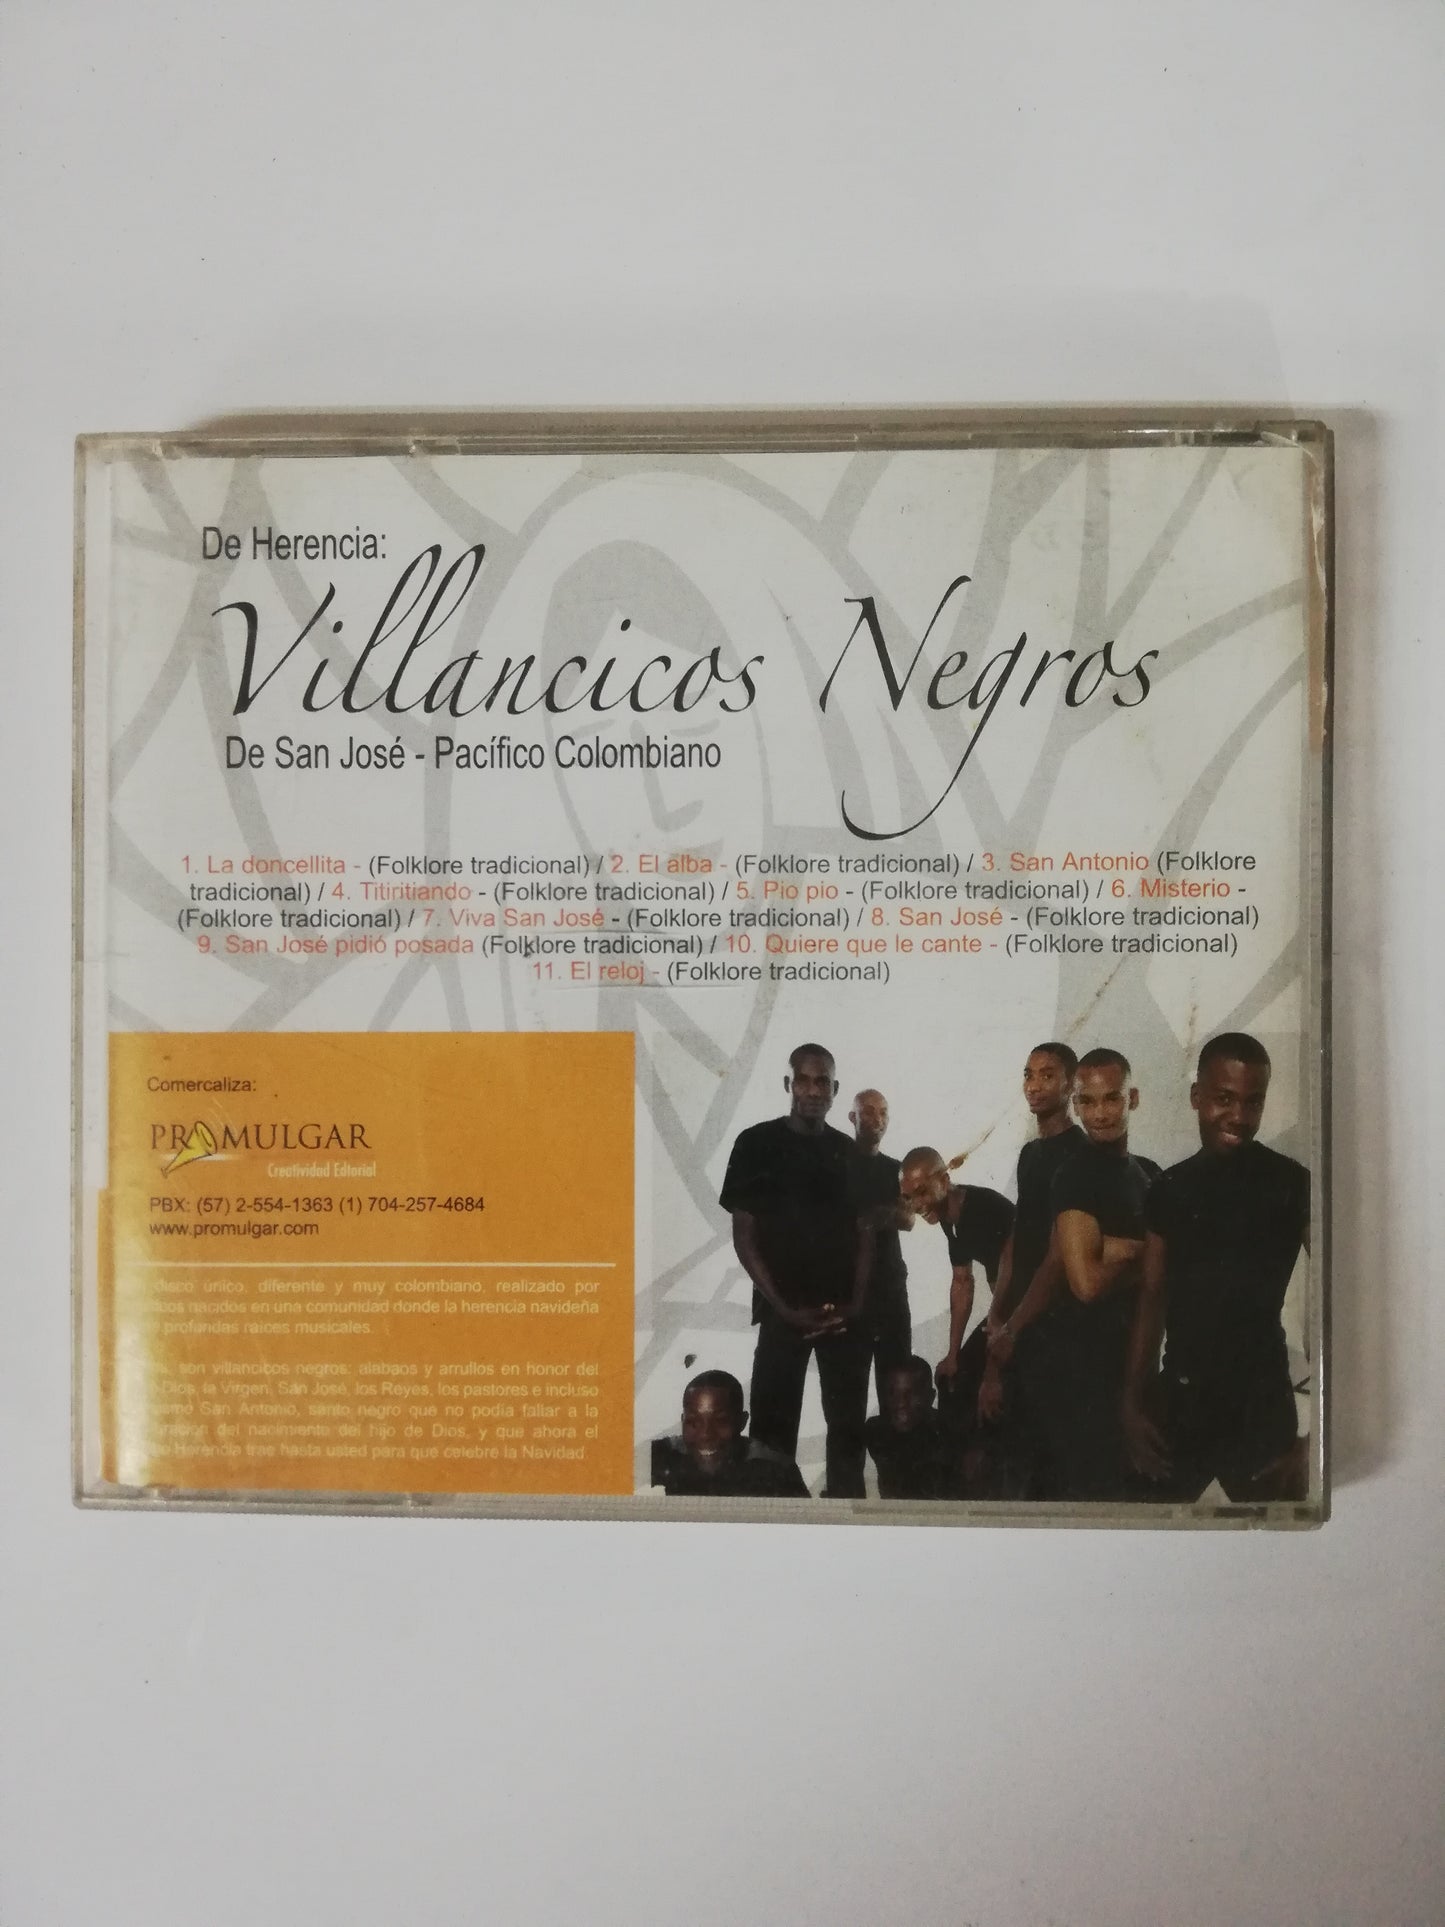 De Herencia:
Villancicos Negros
De San José - Pacífico Colombiano
1. La doncellita - (Folklore tradicional) / 2. El alba - (Folklore tradicional) / 3. San Antonio (Folklore
tradicional) / 4. Titiritiando - (Folklore tradicional) / 5. Pio pio - (Folklore tradicional) / 6. Misterio -
(Folklore tradicional) / 7. Viva San José - (Folklore tradicional) / 8. San José - (Folklore tradicional)
9. San José pidió posada (Folklore tradicional) / 10. Quiere que le cante - (Folklore tradicional)
11. El reloj - (Folklore tradicional)
Comercaliza:
PROMULGAR
Creatividad Editorial
PBX: (57) 2-554-1363 (1) 704-257-4684
www.promulgar.com
disco único, diferente y muy colombiano, realizado por
nacidos en una comunidad donde la herencia navideña
profundas raíces musicales.
son villancicos negros: alabaos y arrullos en honor del
Dios, la Virgen, San José, los Reyes, los pastores e incluso
San Antonio, santo negro que no podía faltar a la
del nacimiento del hijo de Dios, y que ahora el
Herencia trae hasta usted para que celebre la Navidad.